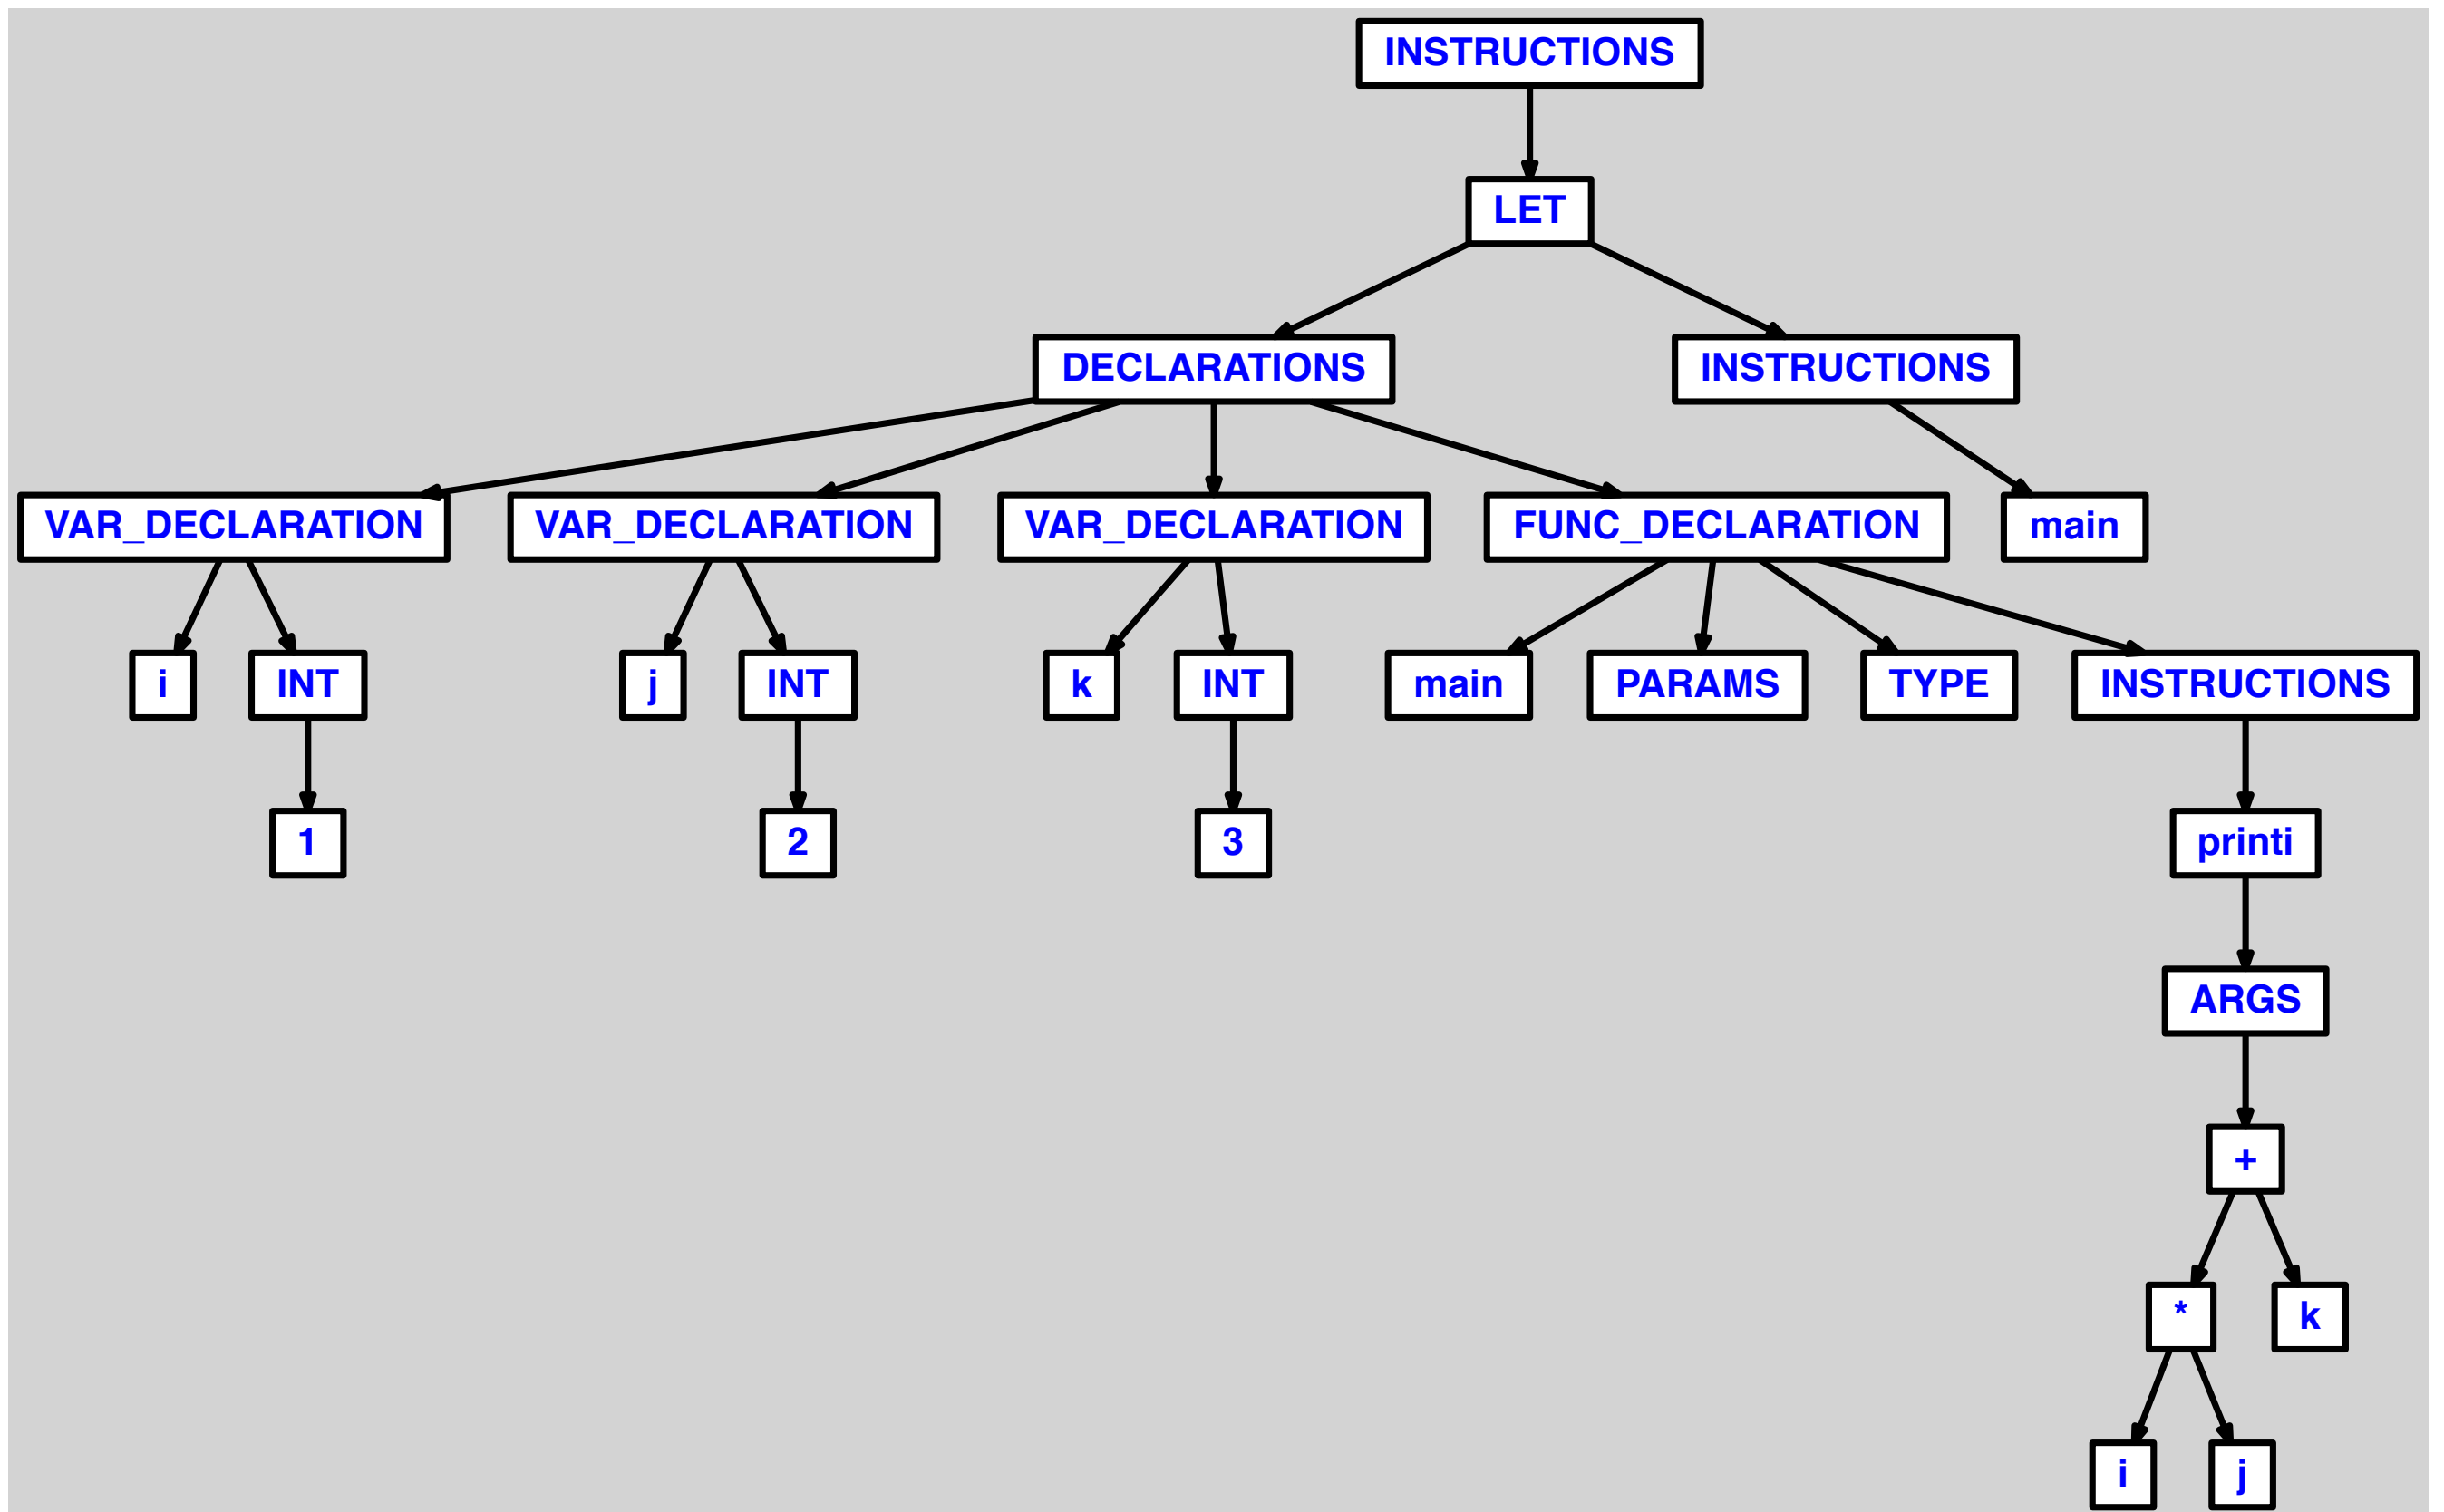 INSTRUCTIONS
LET
DECLARATIONS INSTRUCTIONS
VAR_DECLARATION VAR_DECLARATION VAR_DECLARATION FUNC_DECLARATION main
i INT j INT k INT main PARAMS TYPE INSTRUCTIONS
1 2 3 printi
ARGS
+
* k
i j